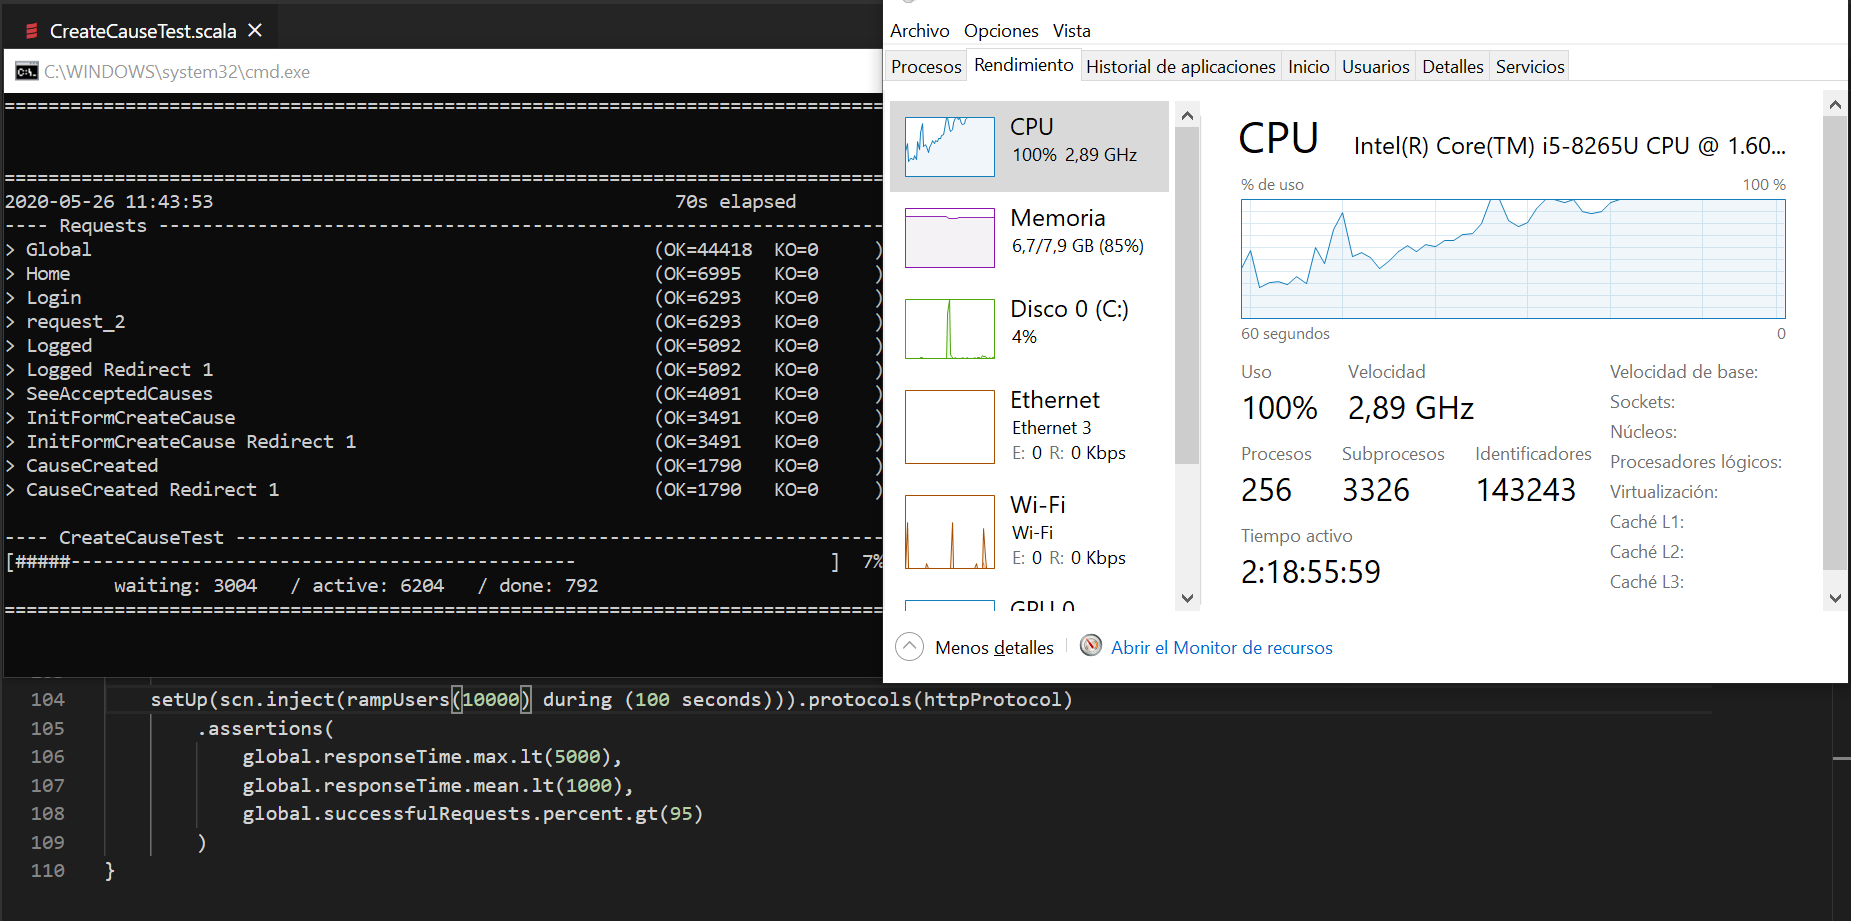 CreateCauseTest.scala
C:\WINDOWS\system32\cmd.exe
================================================================================
================================================================================
2020-05-26 11:43:53 70s elapsed
---- Requests ------------------------------------------------------------------
> Global (OK=44418 KO=0 )
> Home (OK=6995 KO=0 )
> Login (OK=6293 KO=0 )
> request_2 (OK=6293 KO=0 )
> Logged (OK=5092 KO=0 )
> Logged Redirect 1 (OK=5092 KO=0 )
> SeeAcceptedCauses (OK=4091 KO=0 )
> InitFormCreateCause (OK=3491 KO=0 )
> InitFormCreateCause Redirect 1 (OK=3491 KO=0 )
> CauseCreated (OK=1790 KO=0 )
> CauseCreated Redirect 1 (OK=1790 KO=0 )
---- CreateCauseTest -----------------------------------------------------------
[#####---------------------------------------------- ] 7%
waiting: 3004 / active: 6204 / done: 792
================================================================================
104 setUp(scn.inject(rampUsers(10000) during (100 seconds))).protocols(httpProtocol)
105 .assertions(
106 global.responseTime.max.lt(5000),
107 global.responseTime.mean.lt(1000),
108 global.successfulRequests.percent.gt(95)
109 )
110 }
Archivo Opciones Vista
Procesos Rendimiento Historial de aplicaciones Inicio Usuarios Detalles Servicios
CPU
100% 2,89 GHz
Memoria
6,7/7,9 GB (85%)
Disco 0 (C:)
4%
Ethernet
Ethernet 3
E: 0 R: 0 Kbps
Wi-Fi
Wi-Fi
E: 0 R: 0 Kbps
GPU 0
CPU Intel(R) Core(TM) i5-8265U CPU @ 1.60...
% de uso 100 %
60 segundos 0
Uso Velocidad
100% 2,89 GHz
Procesos Subprocesos Identificadores
256 3326 143243
Tiempo activo
2:18:55:59
Velocidad de base:
Sockets:
Núcleos:
Procesadores lógicos:
Virtualización:
Caché L1:
Caché L2:
Caché L3:
Menos detalles Abrir el Monitor de recursos